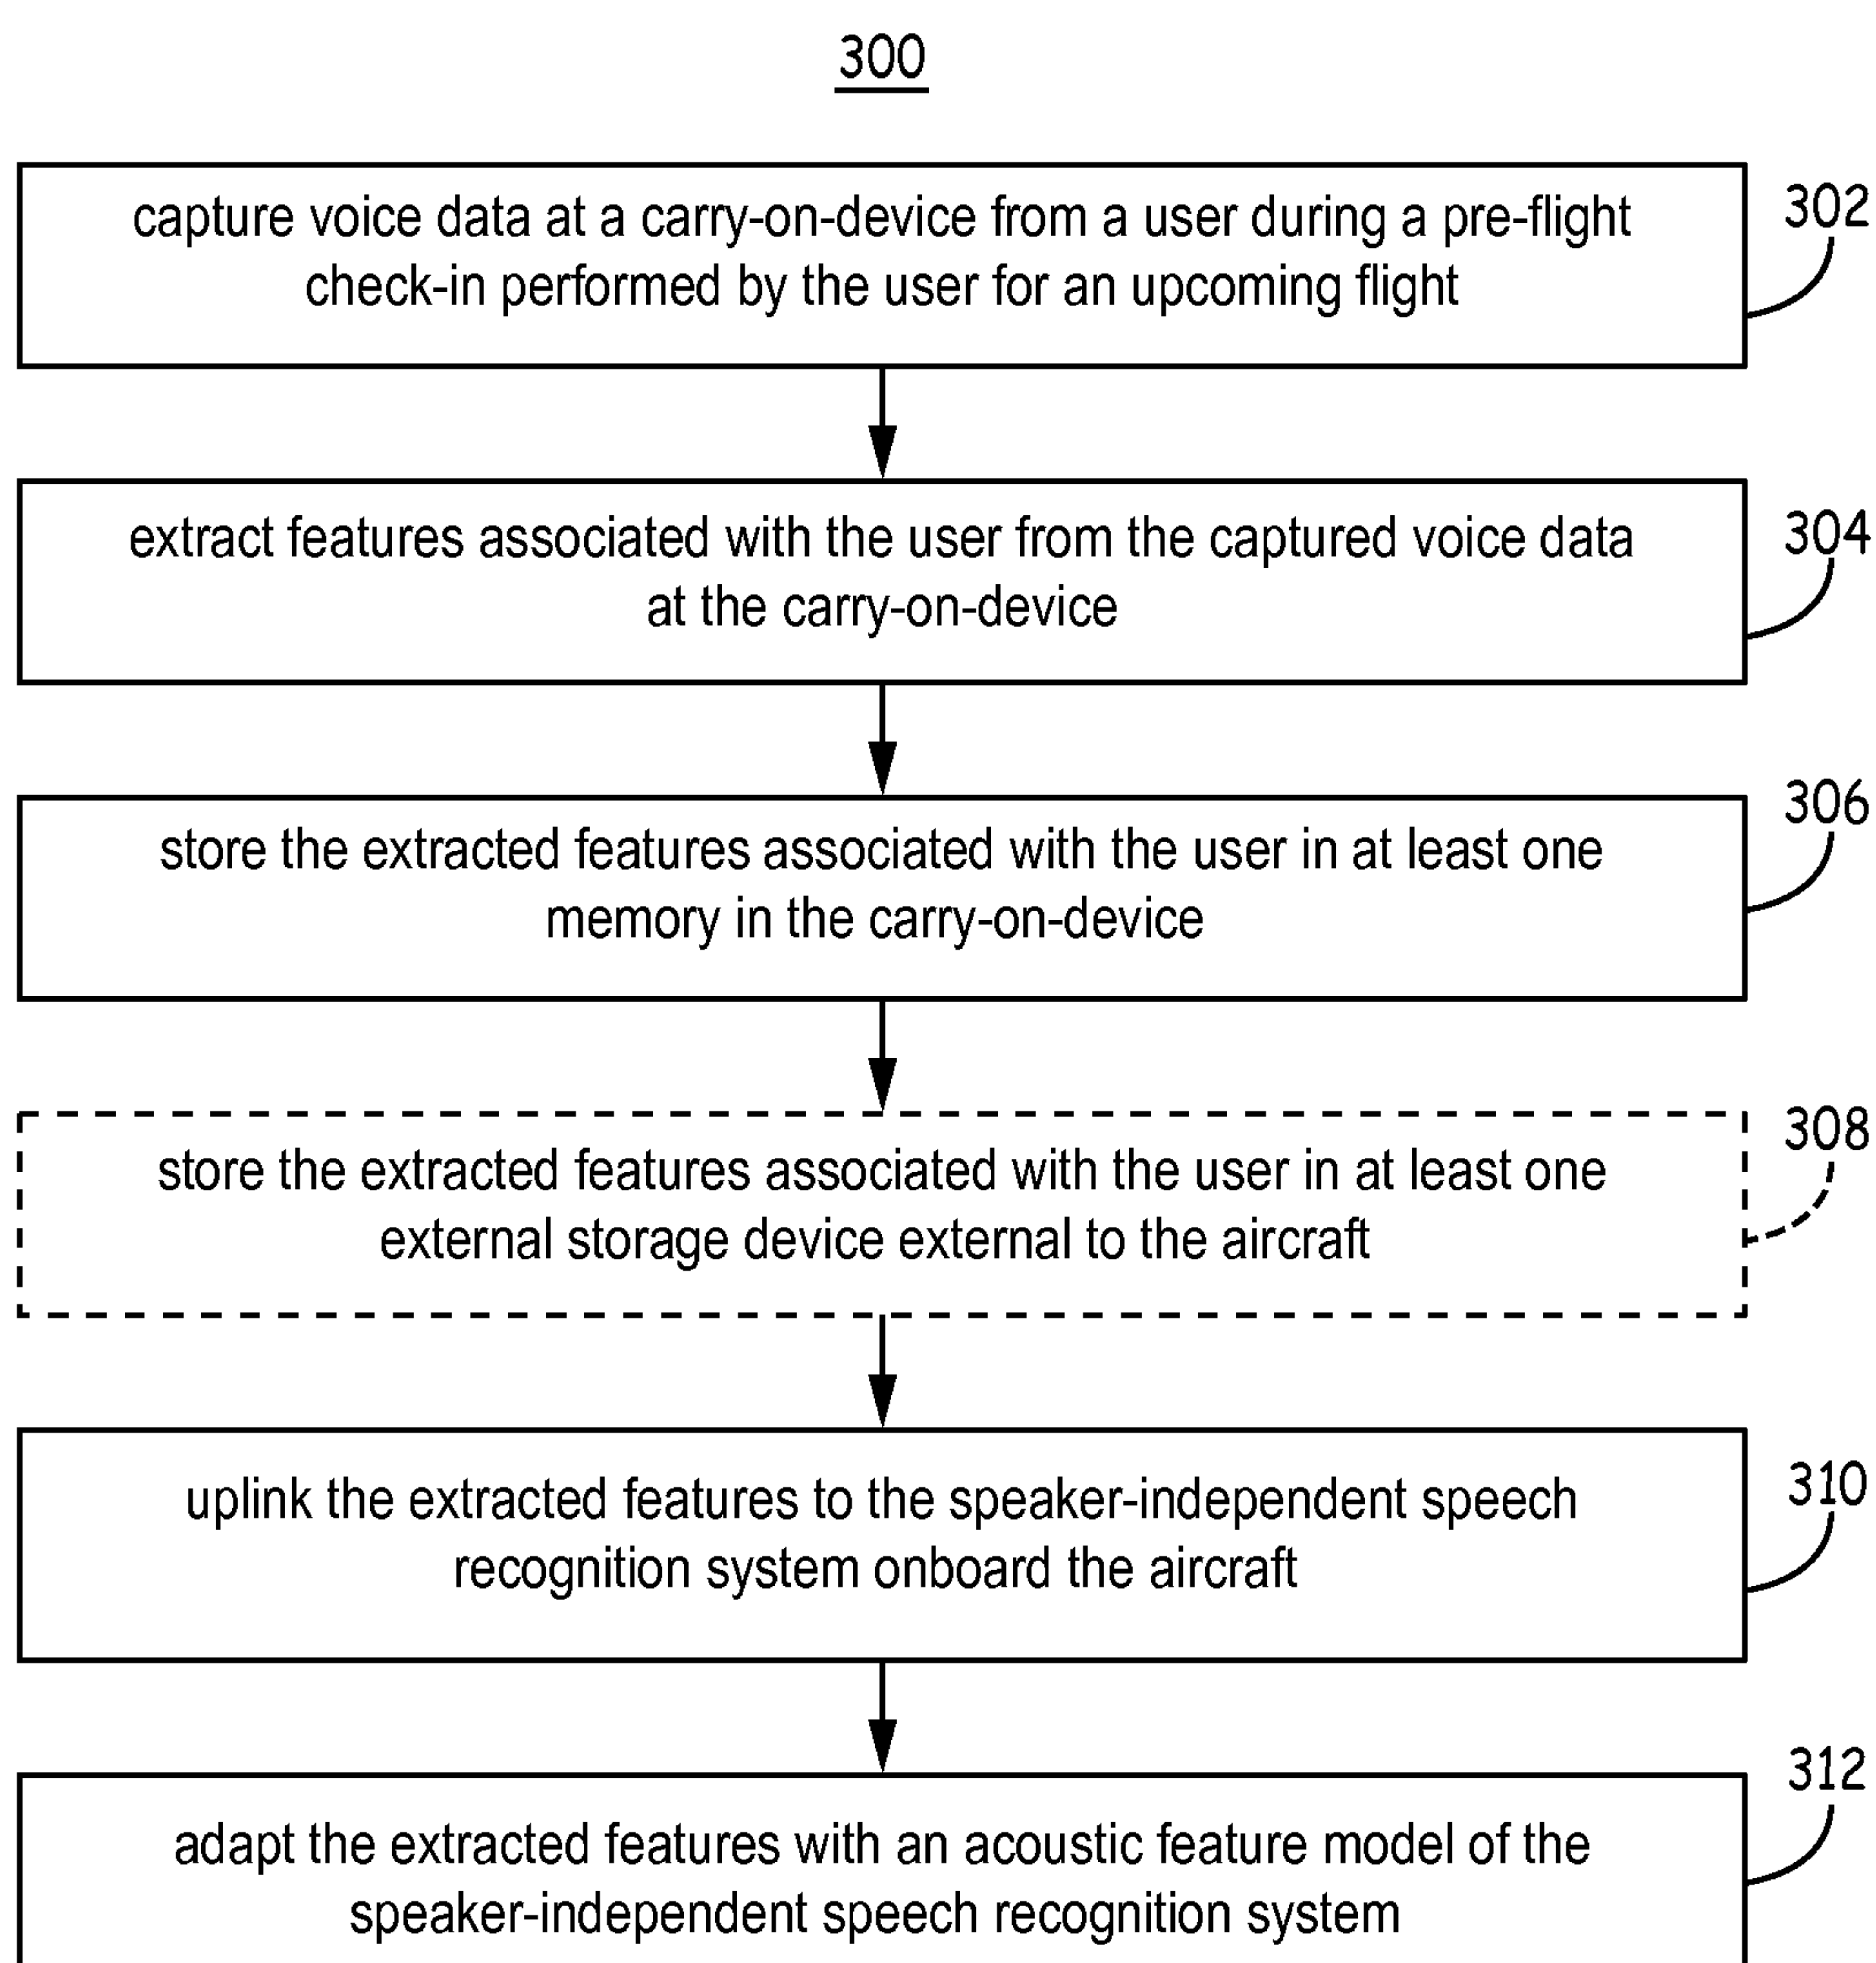 300
capture voice data at a carry-on-device from a user during a pre-flight
check-in performed by the user for an upcoming flight
302
extract features associated with the user from the captured voice data
at the carry-on-device
304
store the extracted features associated with the user in at least one
memory in the carry-on-device
306
store the extracted features associated with the user in at least one
external storage device external to the aircraft
308
uplink the extracted features to the speaker-independent speech
recognition system onboard the aircraft
310
adapt the extracted features with an acoustic feature model of the
speaker-independent speech recognition system
312